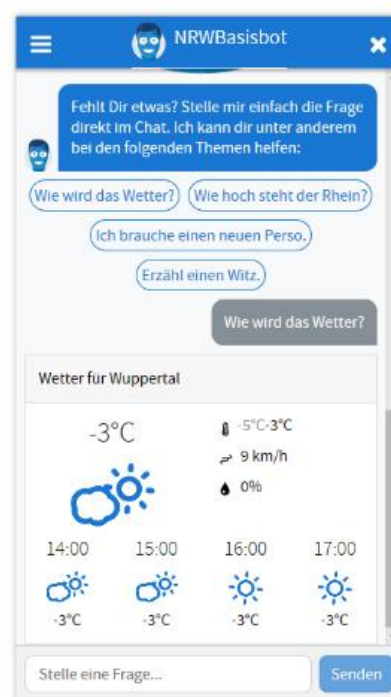 NRWBasisbot
Fehlt Dir etwas? Stelle mir einfach die Frage
direkt im Chat. Ich kann dir unter anderem
bei den folgenden Themen helfen:
Wie wird das Wetter? Wie hoch steht der Rhein?
Ich brauche einen neuen Perso.
Erzähl einen Witz.
Wie wird das Wetter?
Wetter für Wuppertal
-3°C -5°C-3°C
9 km/h
0%
14:00 15:00 16:00 17:00
-3°C -3°C -3°C -3°C
Stelle eine Frage... Senden